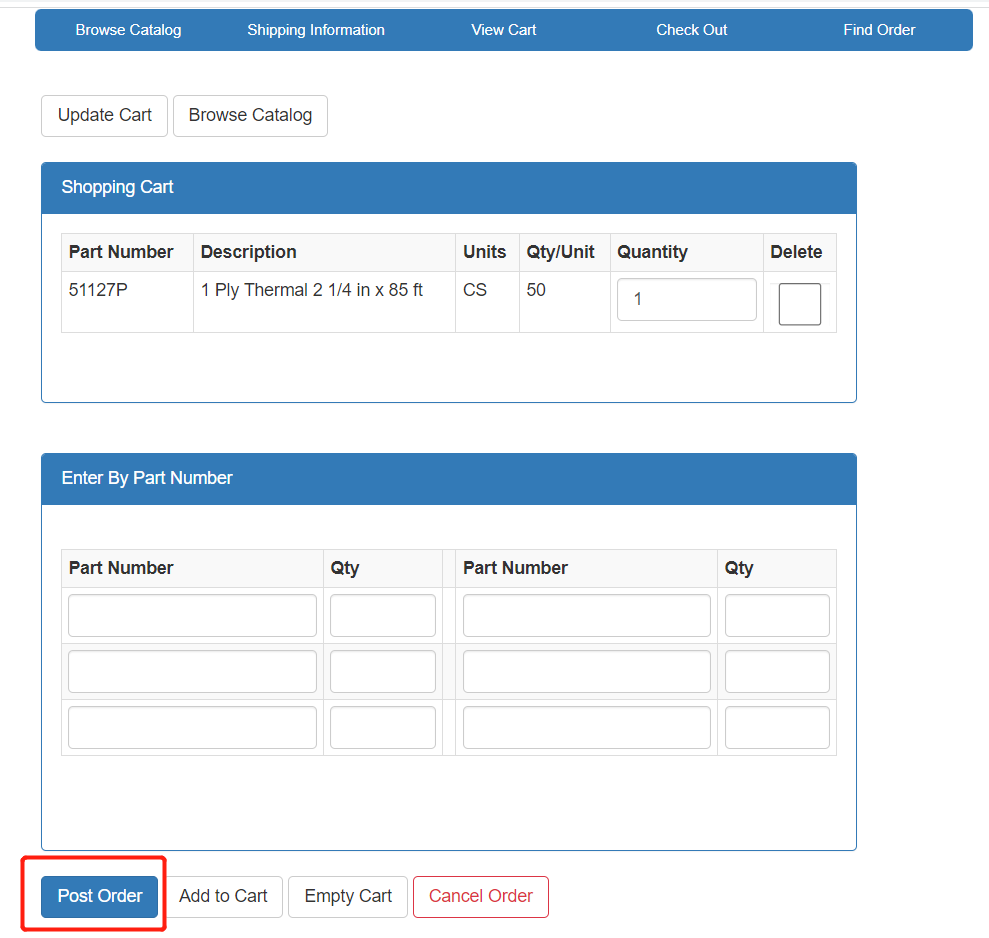 Browse Catalog Shipping Information View Cart Check Out Find Order
Update Cart Browse Catalog
Shopping Cart
Part Number Description Units Qty/Unit Quantity Delete
51127P 1 Ply Thermal 2 1/4 in x 85 ft CS 50 1
Enter By Part Number
Part Number Qty Part Number Qty
Post Order Add to Cart Empty Cart Cancel Order